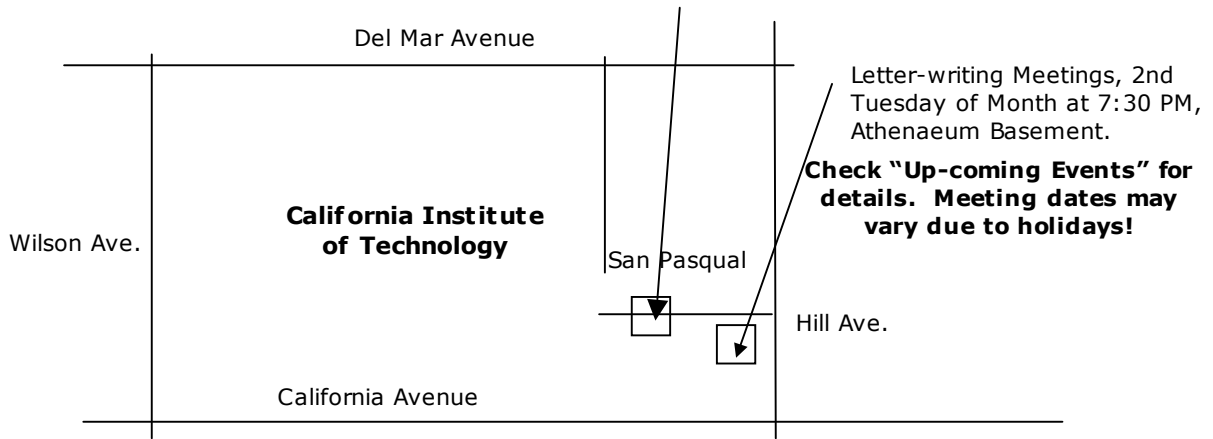 Del Mar Avenue
Letter-writing Meetings, 2nd
Tuesday of Month at 7:30 PM,
Athenaeum Basement.
Check “Up-coming Events” for
details. Meeting dates may
vary due to holidays!
California Institute
of Technology
Wilson Ave.
San Pasqual
Hill Ave.
California Avenue